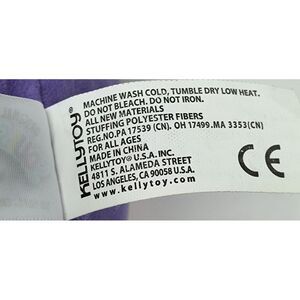 KELLYTOY®
MACHINE WASH COLD, TUMBLE DRY LOW HEAT.
DO NOT BLEACH. DO NOT IRON.
ALL NEW MATERIALS
STUFFING POLYESTER FIBERS
REG.NO.PA 17539 (CN). OH 17499.MA 3353(CN)
FOR ALL AGES
MADE IN CHINA
KELLYTOY® U.S.A. INC.
4811 S. ALAMEDA STREET
LOS ANGELES, CA 90058 U.S.A.
www.kellytoy.com
CE